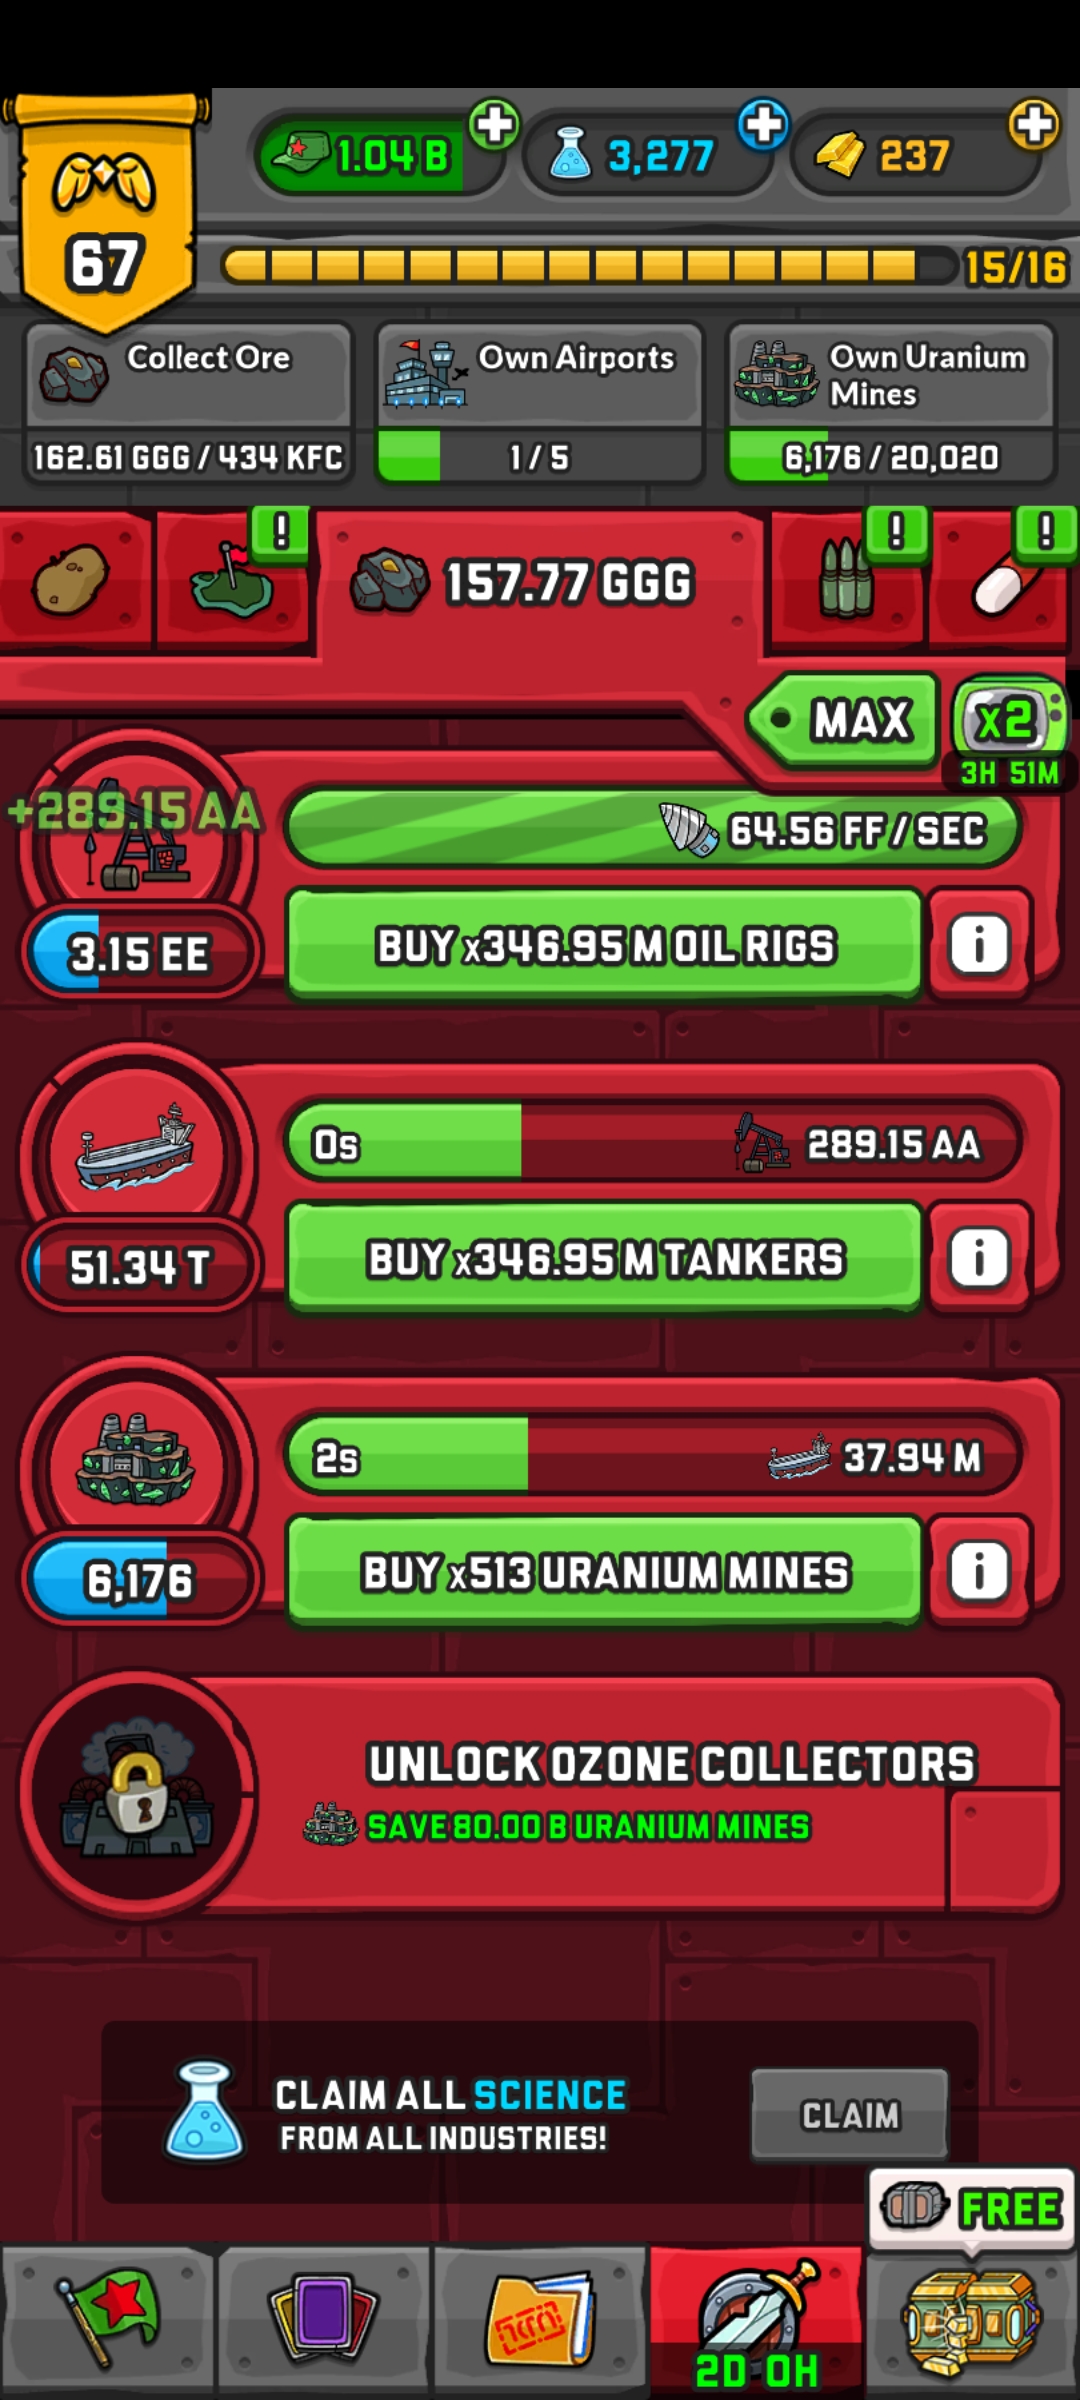 67
1.04 B
3,277
237
15/16
Collect Ore
162.61 GGG / 434 KFC
Own Airports
1 / 5
Own Uranium
Mines
6,176 / 20,020
!
157.77 GGG
!
!
MAX
x2
3H 51M
+289.15 AA
64.56 FF / SEC
3.15 EE
BUY x346.95 M OIL RIGS
i
0s
289.15 AA
51.34 T
BUY x346.95 M TANKERS
i
2s
37.94 M
6,176
BUY x513 URANIUM MINES
i
UNLOCK OZONE COLLECTORS
SAVE 80.00 B URANIUM MINES
CLAIM ALL SCIENCE
FROM ALL INDUSTRIES!
CLAIM
FREE
2D 0H